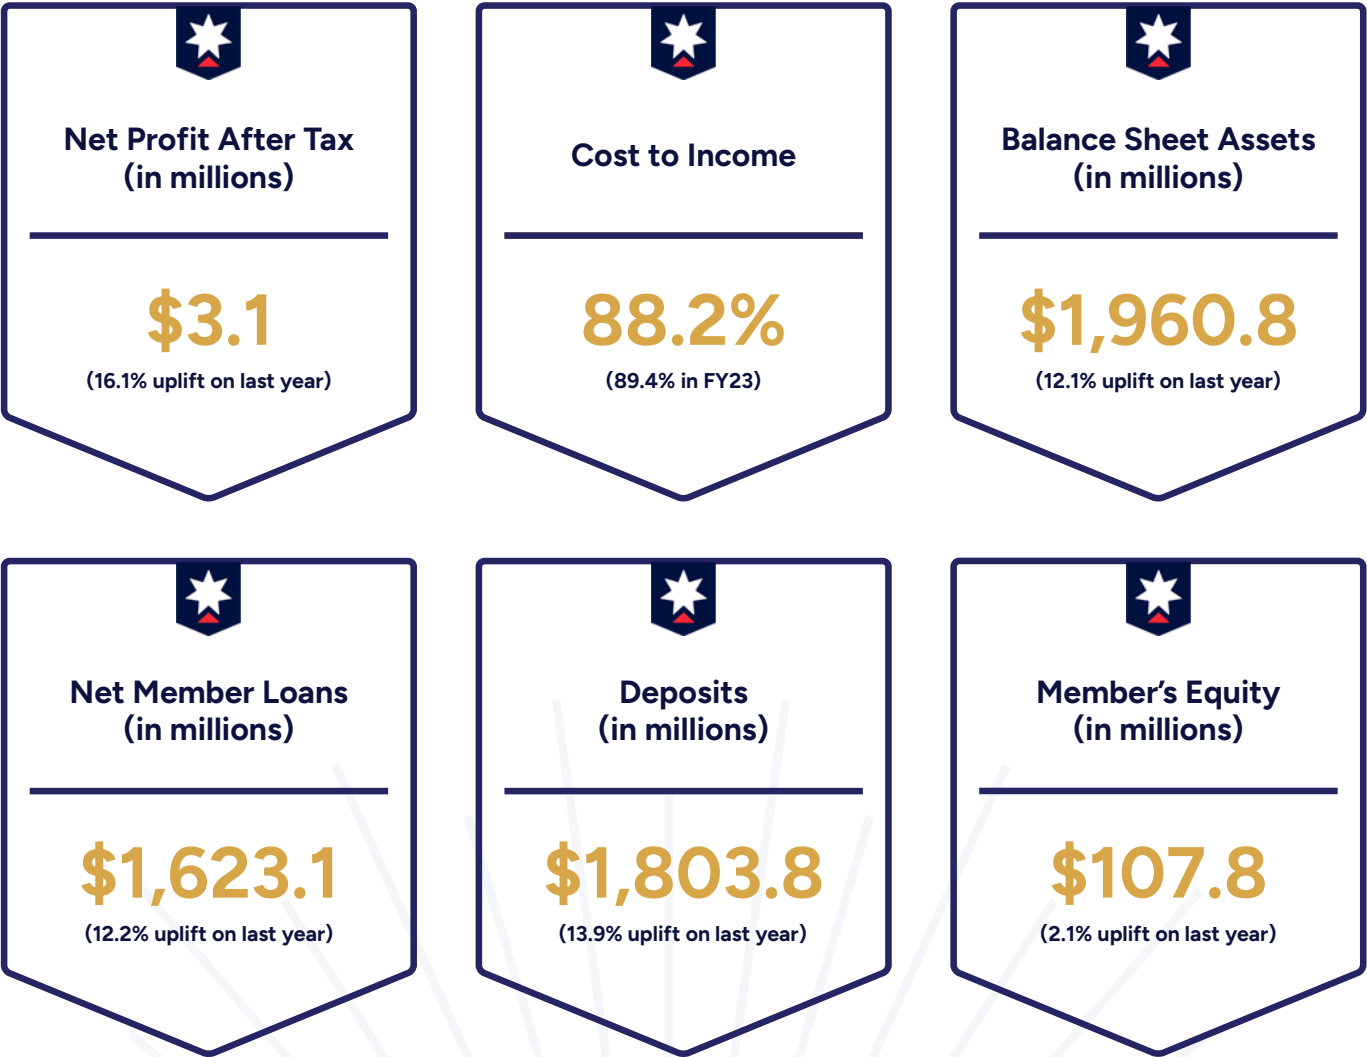 Net Profit After Tax
(in millions)
$3.1
(16.1% uplift on last year)
Cost to Income
88.2%
(89.4% in FY23)
Balance Sheet Assets
(in millions)
$1,960.8
(12.1% uplift on last year)
Net Member Loans
(in millions)
$1,623.1
(12.2% uplift on last year)
Deposits
(in millions)
$1,803.8
(13.9% uplift on last year)
Member’s Equity
(in millions)
$107.8
(2.1% uplift on last year)